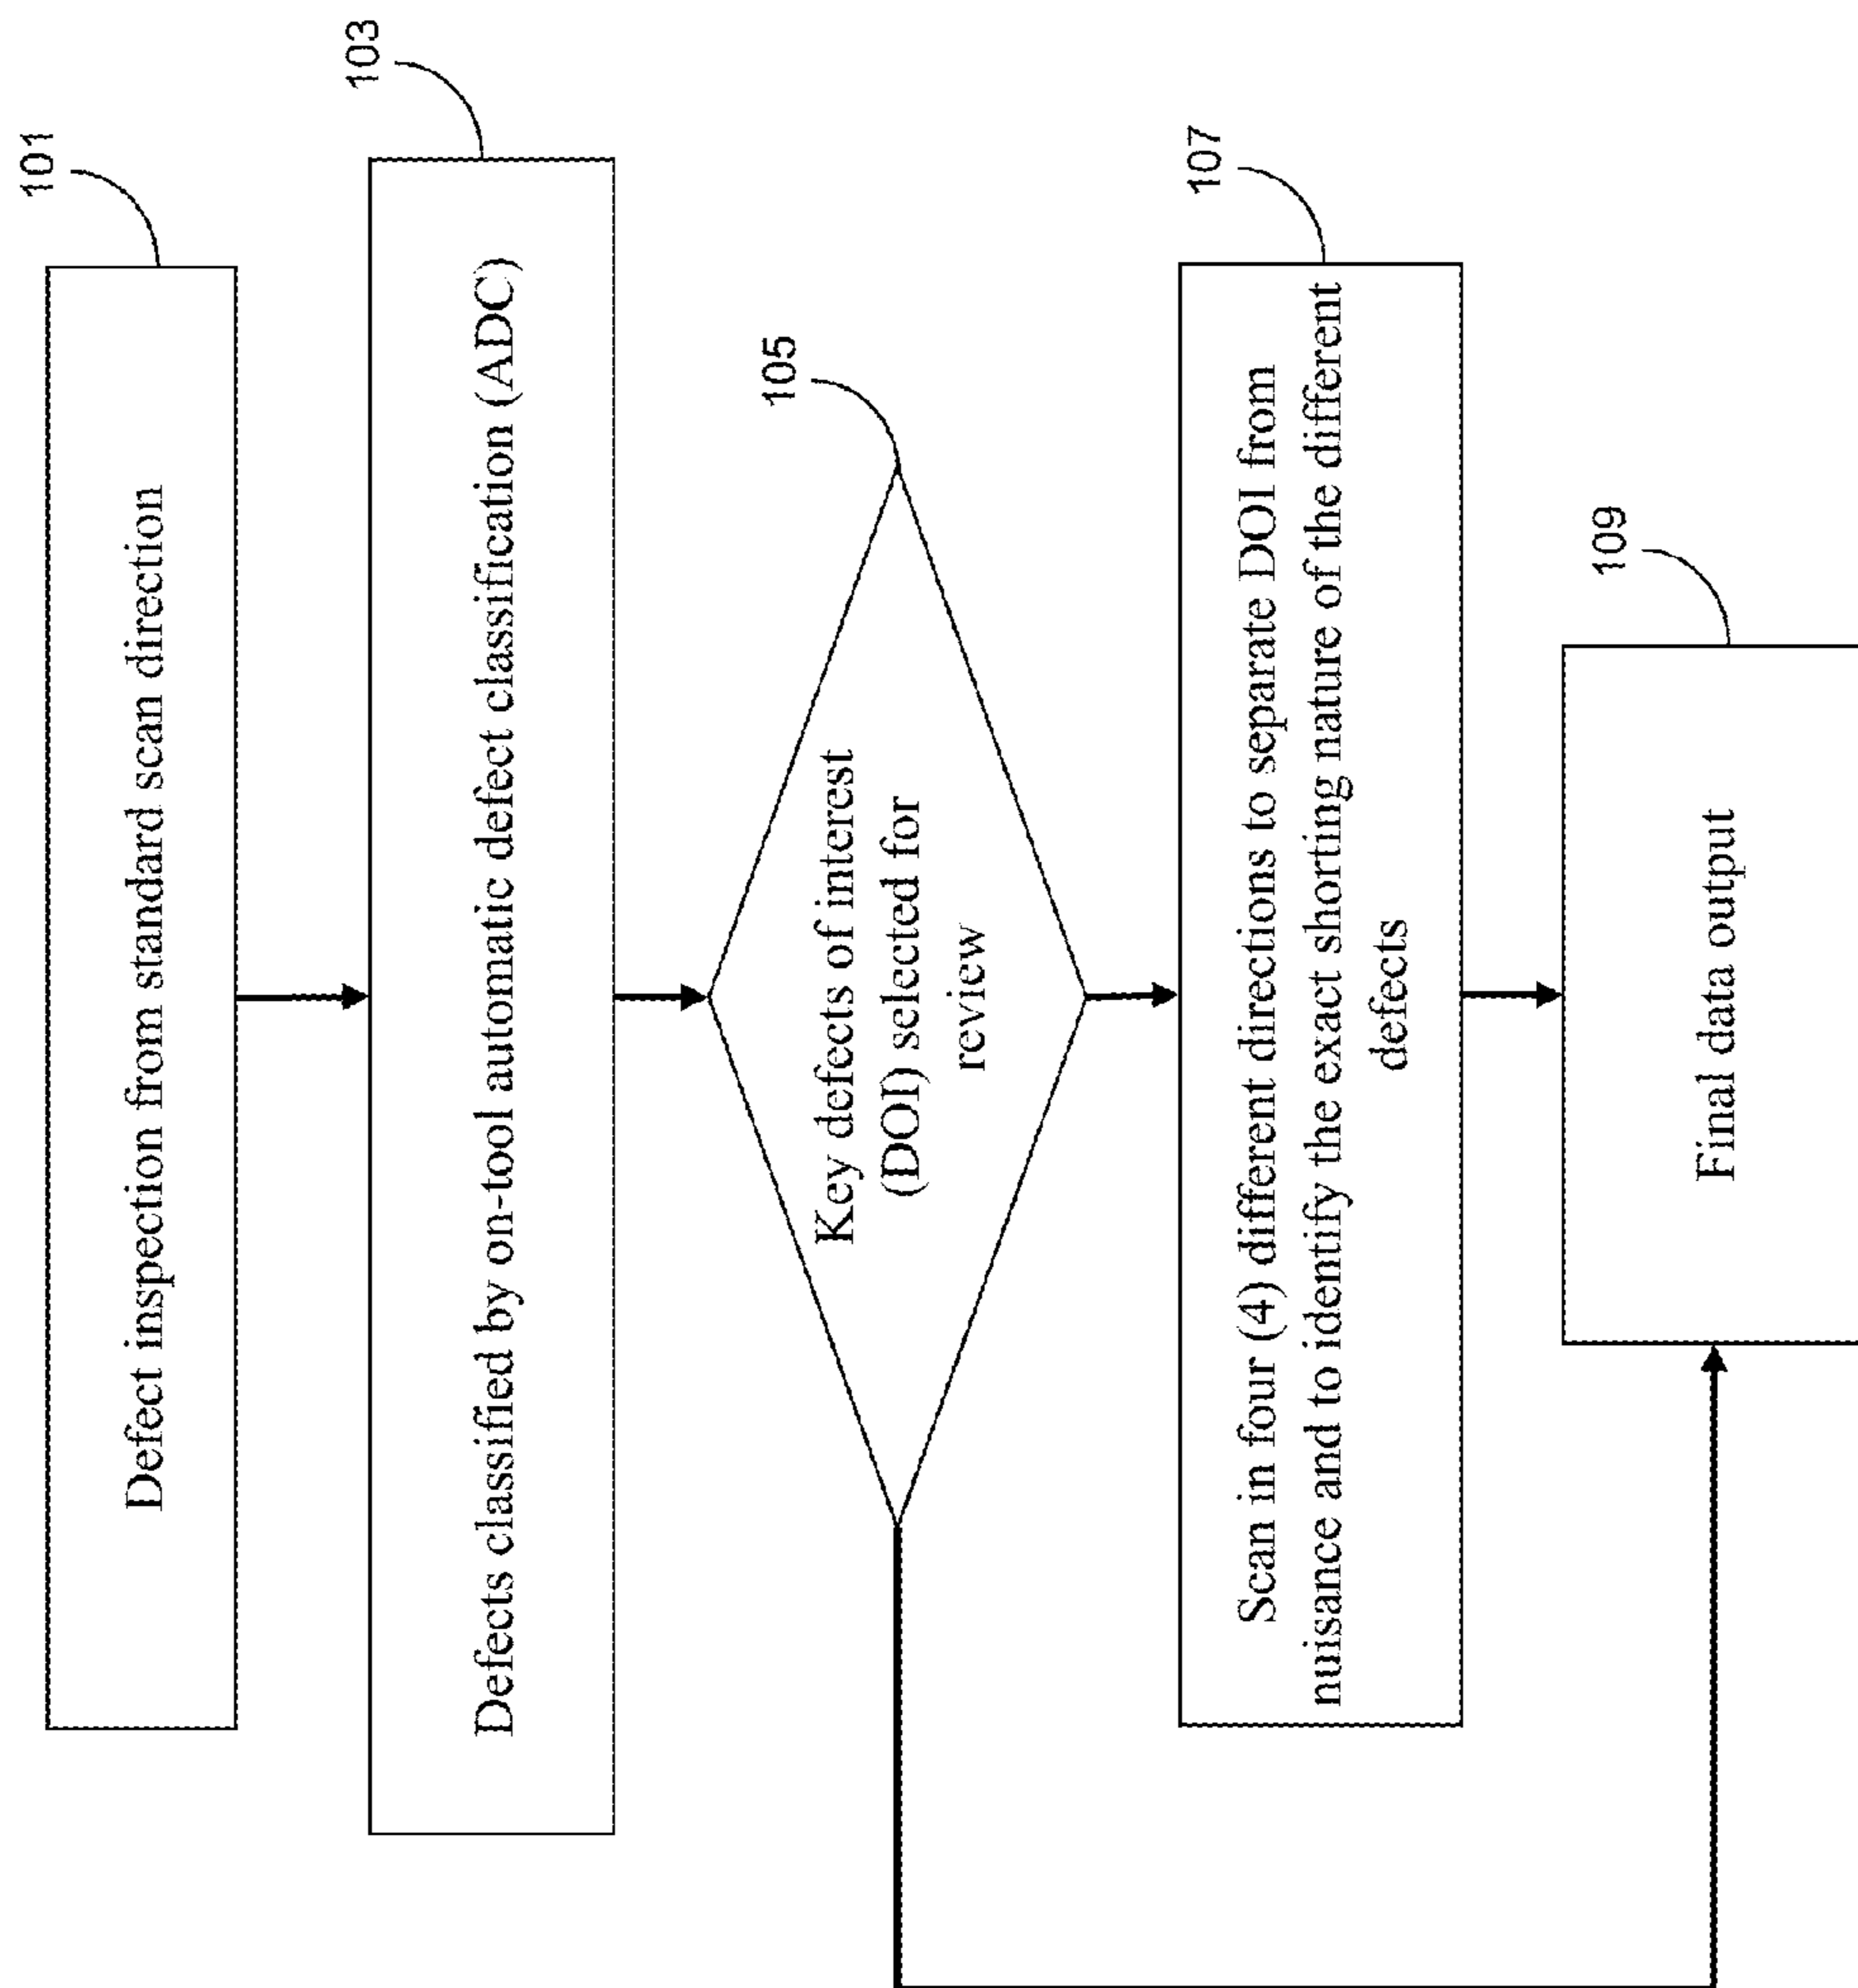 101
Defect inspection from standard scan direction
103
Defects classified by on-tool automatic defect classification (ADC)
105
Key defects of interest
(DOI) selected for
review
107
Scan in four (4) different directions to separate DOI from
nuisance and to identify the exact shorting nature of the different
defects
109
Final data output